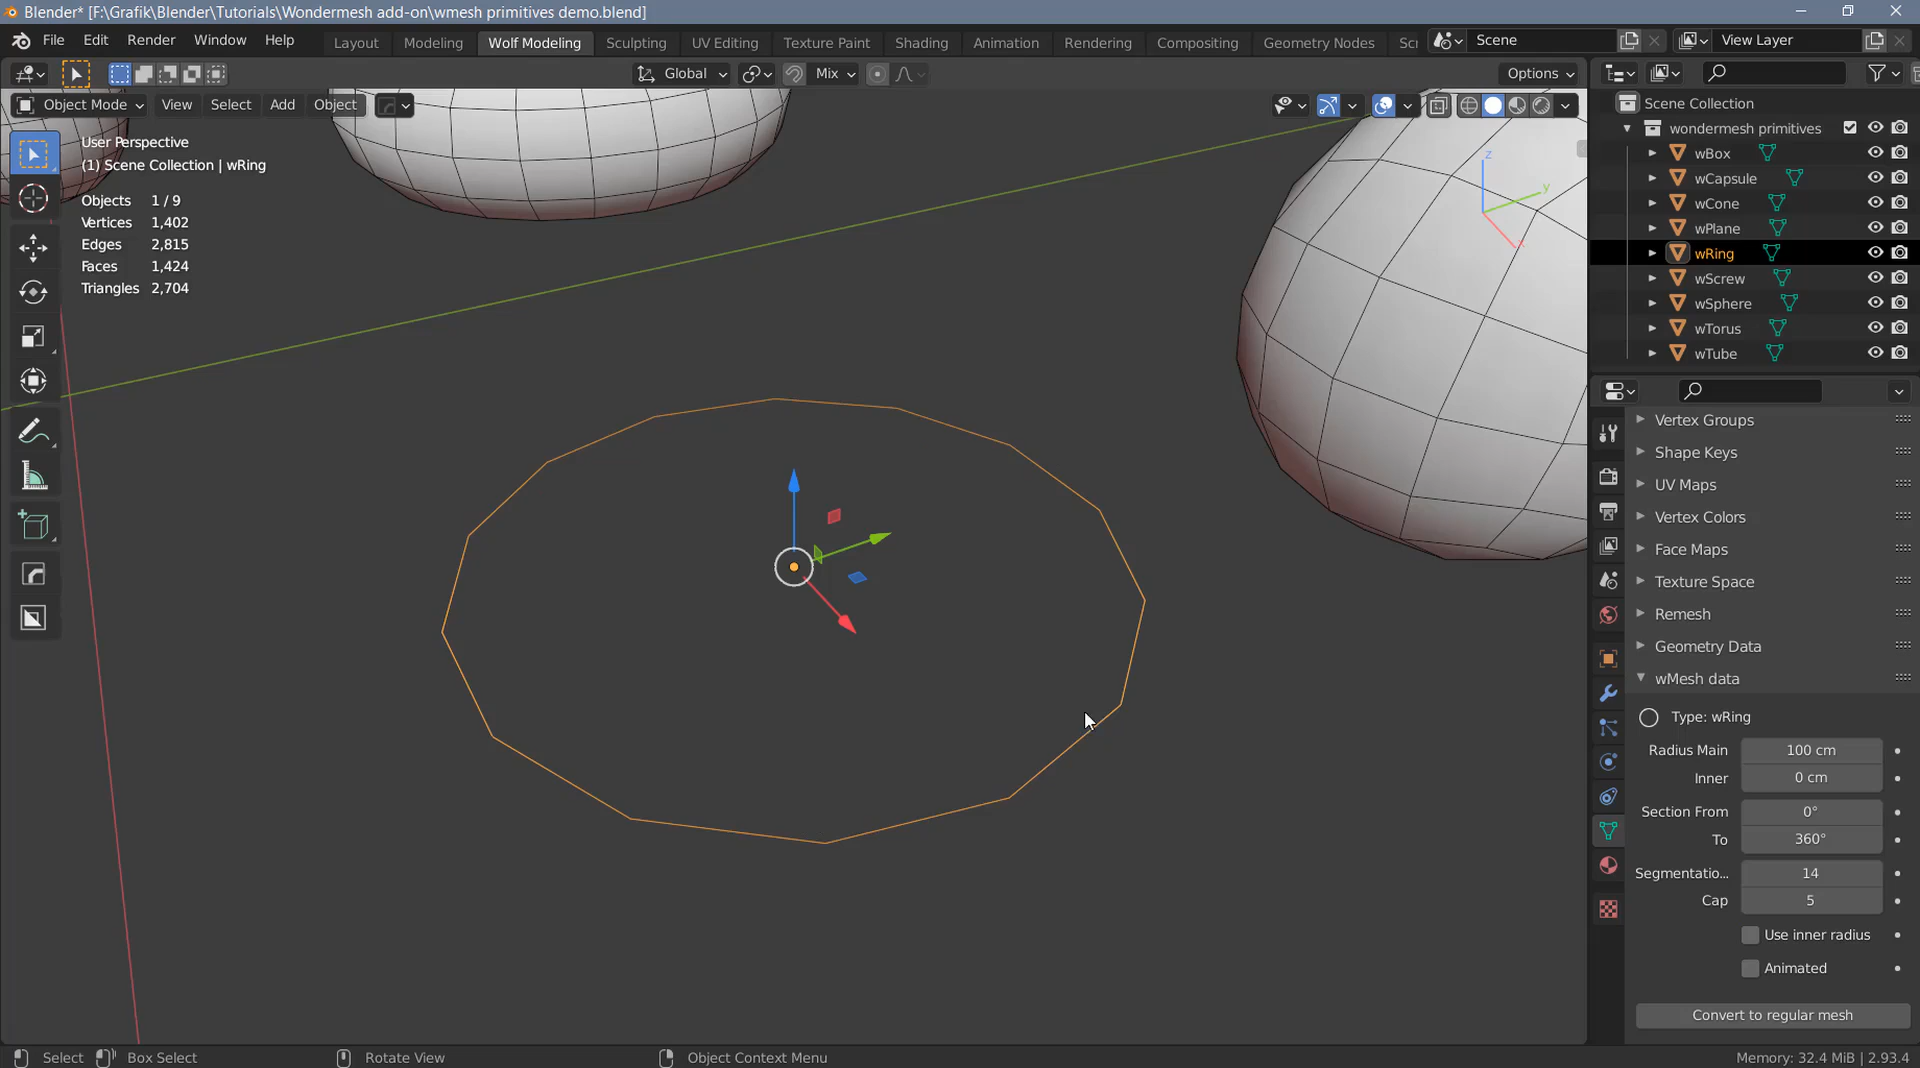 Blender* [F:\Grafik\Blender\Tutorials\Wondermesh add-on\wmesh primitives demo.blend]
File Edit Render Window Help Layout Modeling Wolf Modeling Sculpting UV Editing Texture Paint Shading Animation Rendering Compositing Geometry Nodes Sc Scene View Layer
Global Mix Options
Object Mode View Select Add Object
User Perspective
(1) Scene Collection | wRing
Objects 1 / 9
Vertices 1,402
Edges 2,815
Faces 1,424
Triangles 2,704
z
y
x
Scene Collection
wondermesh primitives
wBox
wCapsule
wCone
wPlane
wRing
wScrew
wSphere
wTorus
wTube
Vertex Groups
Shape Keys
UV Maps
Vertex Colors
Face Maps
Texture Space
Remesh
Geometry Data
wMesh data
Type: wRing
Radius Main 100 cm
Inner 0 cm
Section From 0°
To 360°
Segmentatio... 14
Cap 5
Use inner radius
Animated
Convert to regular mesh
Select Box Select Rotate View Object Context Menu Memory: 32.4 MiB | 2.93.4